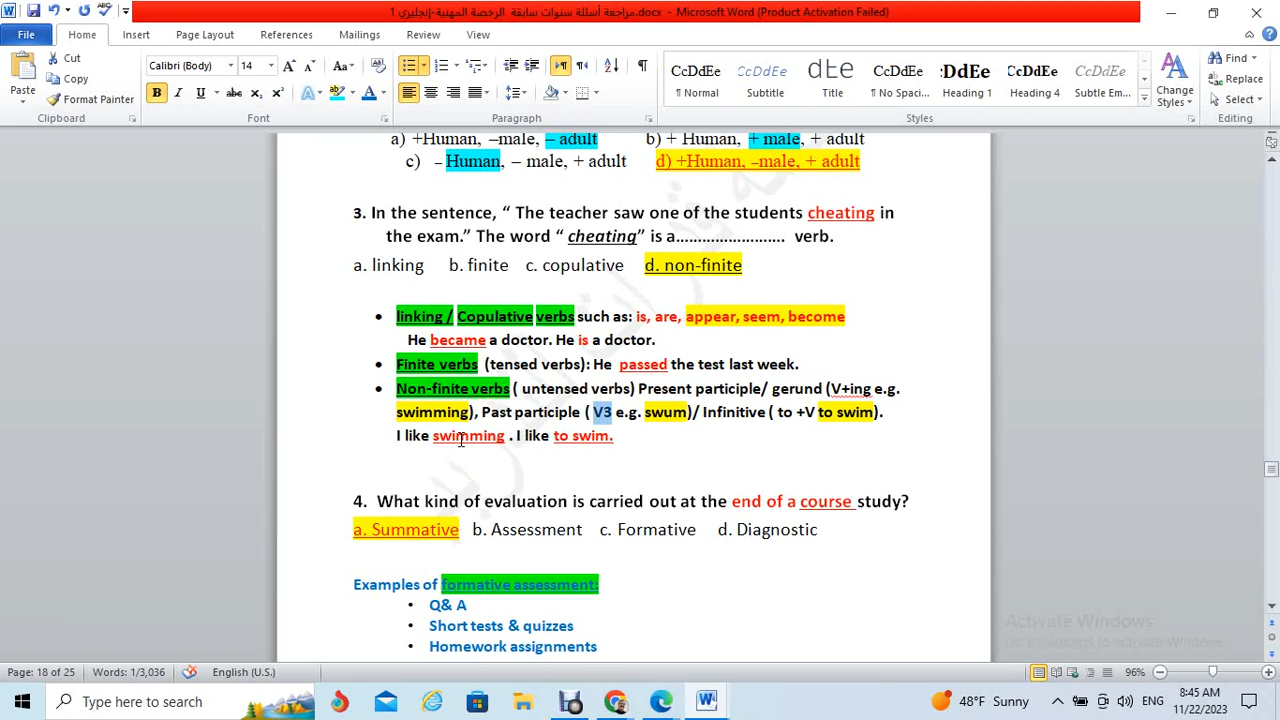 مراجعة أسئلة سنوات سابقة الرخصة المهنية-إنجليزي 1.docx - Microsoft Word (Product Activation Failed)
File Home Insert Page Layout References Mailings Review View
Cut
Copy
Format Painter
Paste
Clipboard
Calibri (Body) 14
Font
Paragraph
AaBbCcDdEe
Normal Subtitle Title No Spaci... Heading 1 Heading 4 Subtle Em...
Styles
Change Styles
Find
Replace
Select
Editing
a) +Human, –male, – adult b) + Human, + male, + adult
c) – Human, – male, + adult d) +Human, –male, + adult
3. In the sentence, “ The teacher saw one of the students cheating in
the exam.” The word “ cheating” is a……………………. verb.
a. linking b. finite c. copulative d. non-finite
• linking / Copulative verbs such as: is, are, appear, seem, become
He became a doctor. He is a doctor.
• Finite verbs (tensed verbs): He passed the test last week.
• Non-finite verbs ( untensed verbs) Present participle/ gerund (V+ing e.g.
swimming), Past participle ( V3 e.g. swum)/ Infinitive ( to +V to swim).
I like swimming . I like to swim.
4. What kind of evaluation is carried out at the end of a course study?
a. Summative b. Assessment c. Formative d. Diagnostic
Examples of formative assessment:
• Q& A
• Short tests & quizzes
• Homework assignments
Activate Windows
Go to Settings to activate Windows.
Page: 18 of 25 Words: 1/3,036 English (U.S.) 96%
Type here to search
48°F Sunny ENG 8:45 AM
11/22/2023